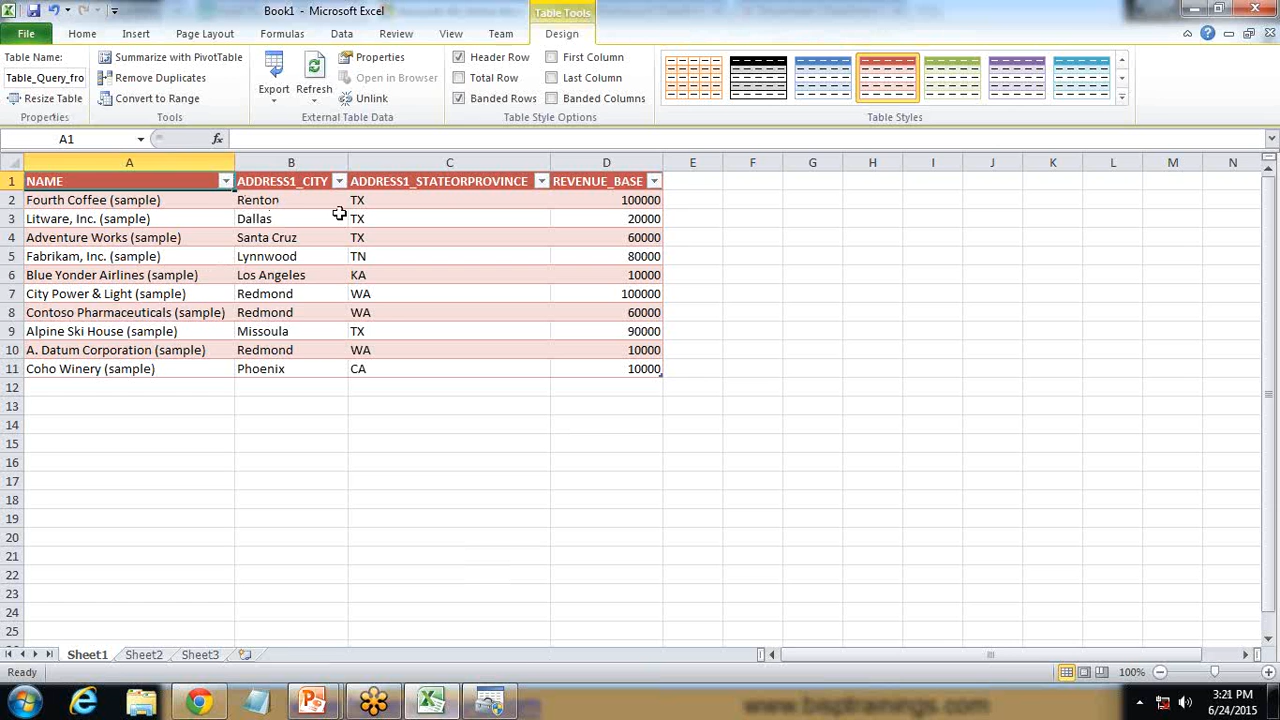 Book1 - Microsoft Excel
Table Tools
File Home Insert Page Layout Formulas Data Review View Team Design
Table Name:
Table_Query_fro
Resize Table
Properties
Summarize with PivotTable
Remove Duplicates
Convert to Range
Tools
Export
Refresh
Properties
Open in Browser
Unlink
External Table Data
Header Row
Total Row
Banded Rows
First Column
Last Column
Banded Columns
Table Style Options
Table Styles
A1 fx
A B C D E F G H I J K L M N
1 NAME ADDRESS1_CITY ADDRESS1_STATEORPROVINCE REVENUE_BASE
2 Fourth Coffee (sample) Renton TX 100000
3 Litware, Inc. (sample) Dallas TX 20000
4 Adventure Works (sample) Santa Cruz TX 60000
5 Fabrikam, Inc. (sample) Lynnwood TN 80000
6 Blue Yonder Airlines (sample) Los Angeles KA 10000
7 City Power & Light (sample) Redmond WA 100000
8 Contoso Pharmaceuticals (sample) Redmond WA 60000
9 Alpine Ski House (sample) Missoula TX 90000
10 A. Datum Corporation (sample) Redmond WA 10000
11 Coho Winery (sample) Phoenix CA 10000
12
13
14
15
16
17
18
19
20
21
22
23
24
25
Sheet1 Sheet2 Sheet3
Ready
100%
www.bisptrainings.com
3:21 PM
6/24/2015